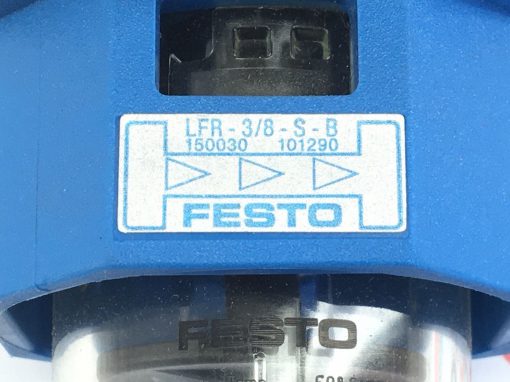 LFR - 3/8 - S - B
150030 101290
FESTO
FESTO